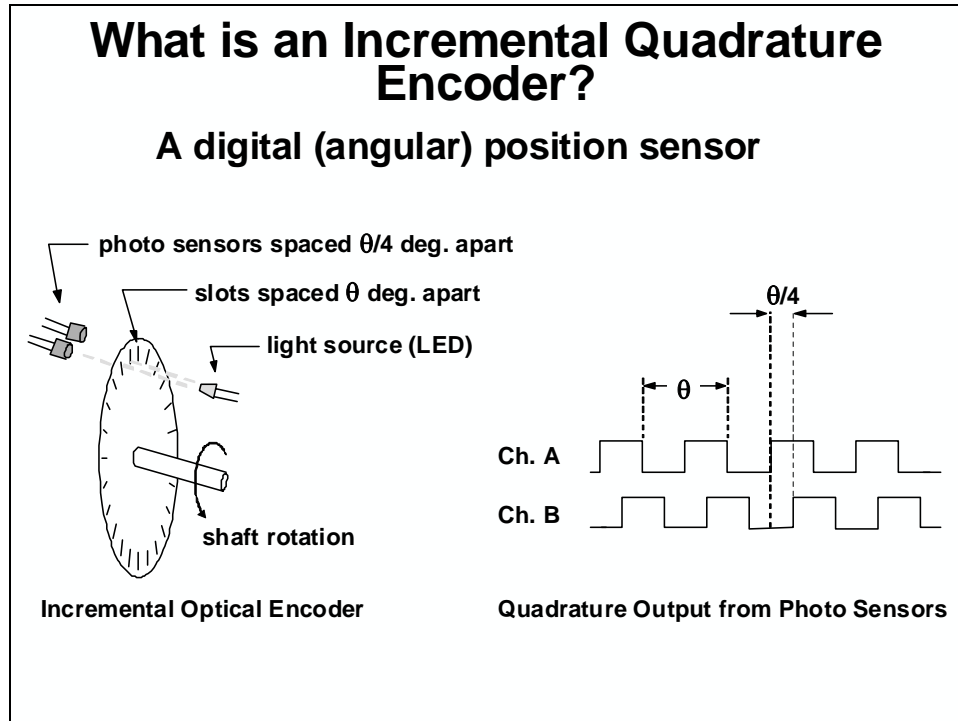 What is an Incremental Quadrature
Encoder?
A digital (angular) position sensor
photo sensors spaced θ/4 deg. apart
slots spaced θ deg. apart
light source (LED)
shaft rotation
Incremental Optical Encoder
θ/4
θ
Ch. A
Ch. B
Quadrature Output from Photo Sensors